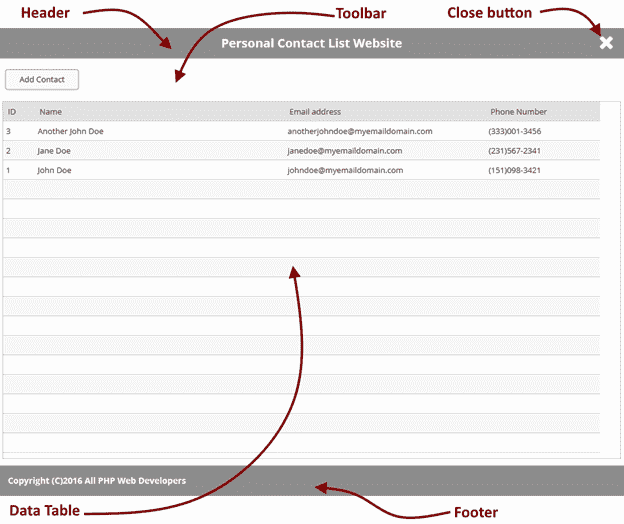 Header
Toolbar
Close button
Personal Contact List Website
Add Contact
ID Name Email address Phone Number
3 Another John Doe anotherjohndoe@myemaildomain.com (333)001-3456
2 Jane Doe janedoe@myemaildomain.com (231)567-2341
1 John Doe johndoe@myemaildomain.com (151)098-3421
Copyright (C)2016 All PHP Web Developers
Data Table
Footer